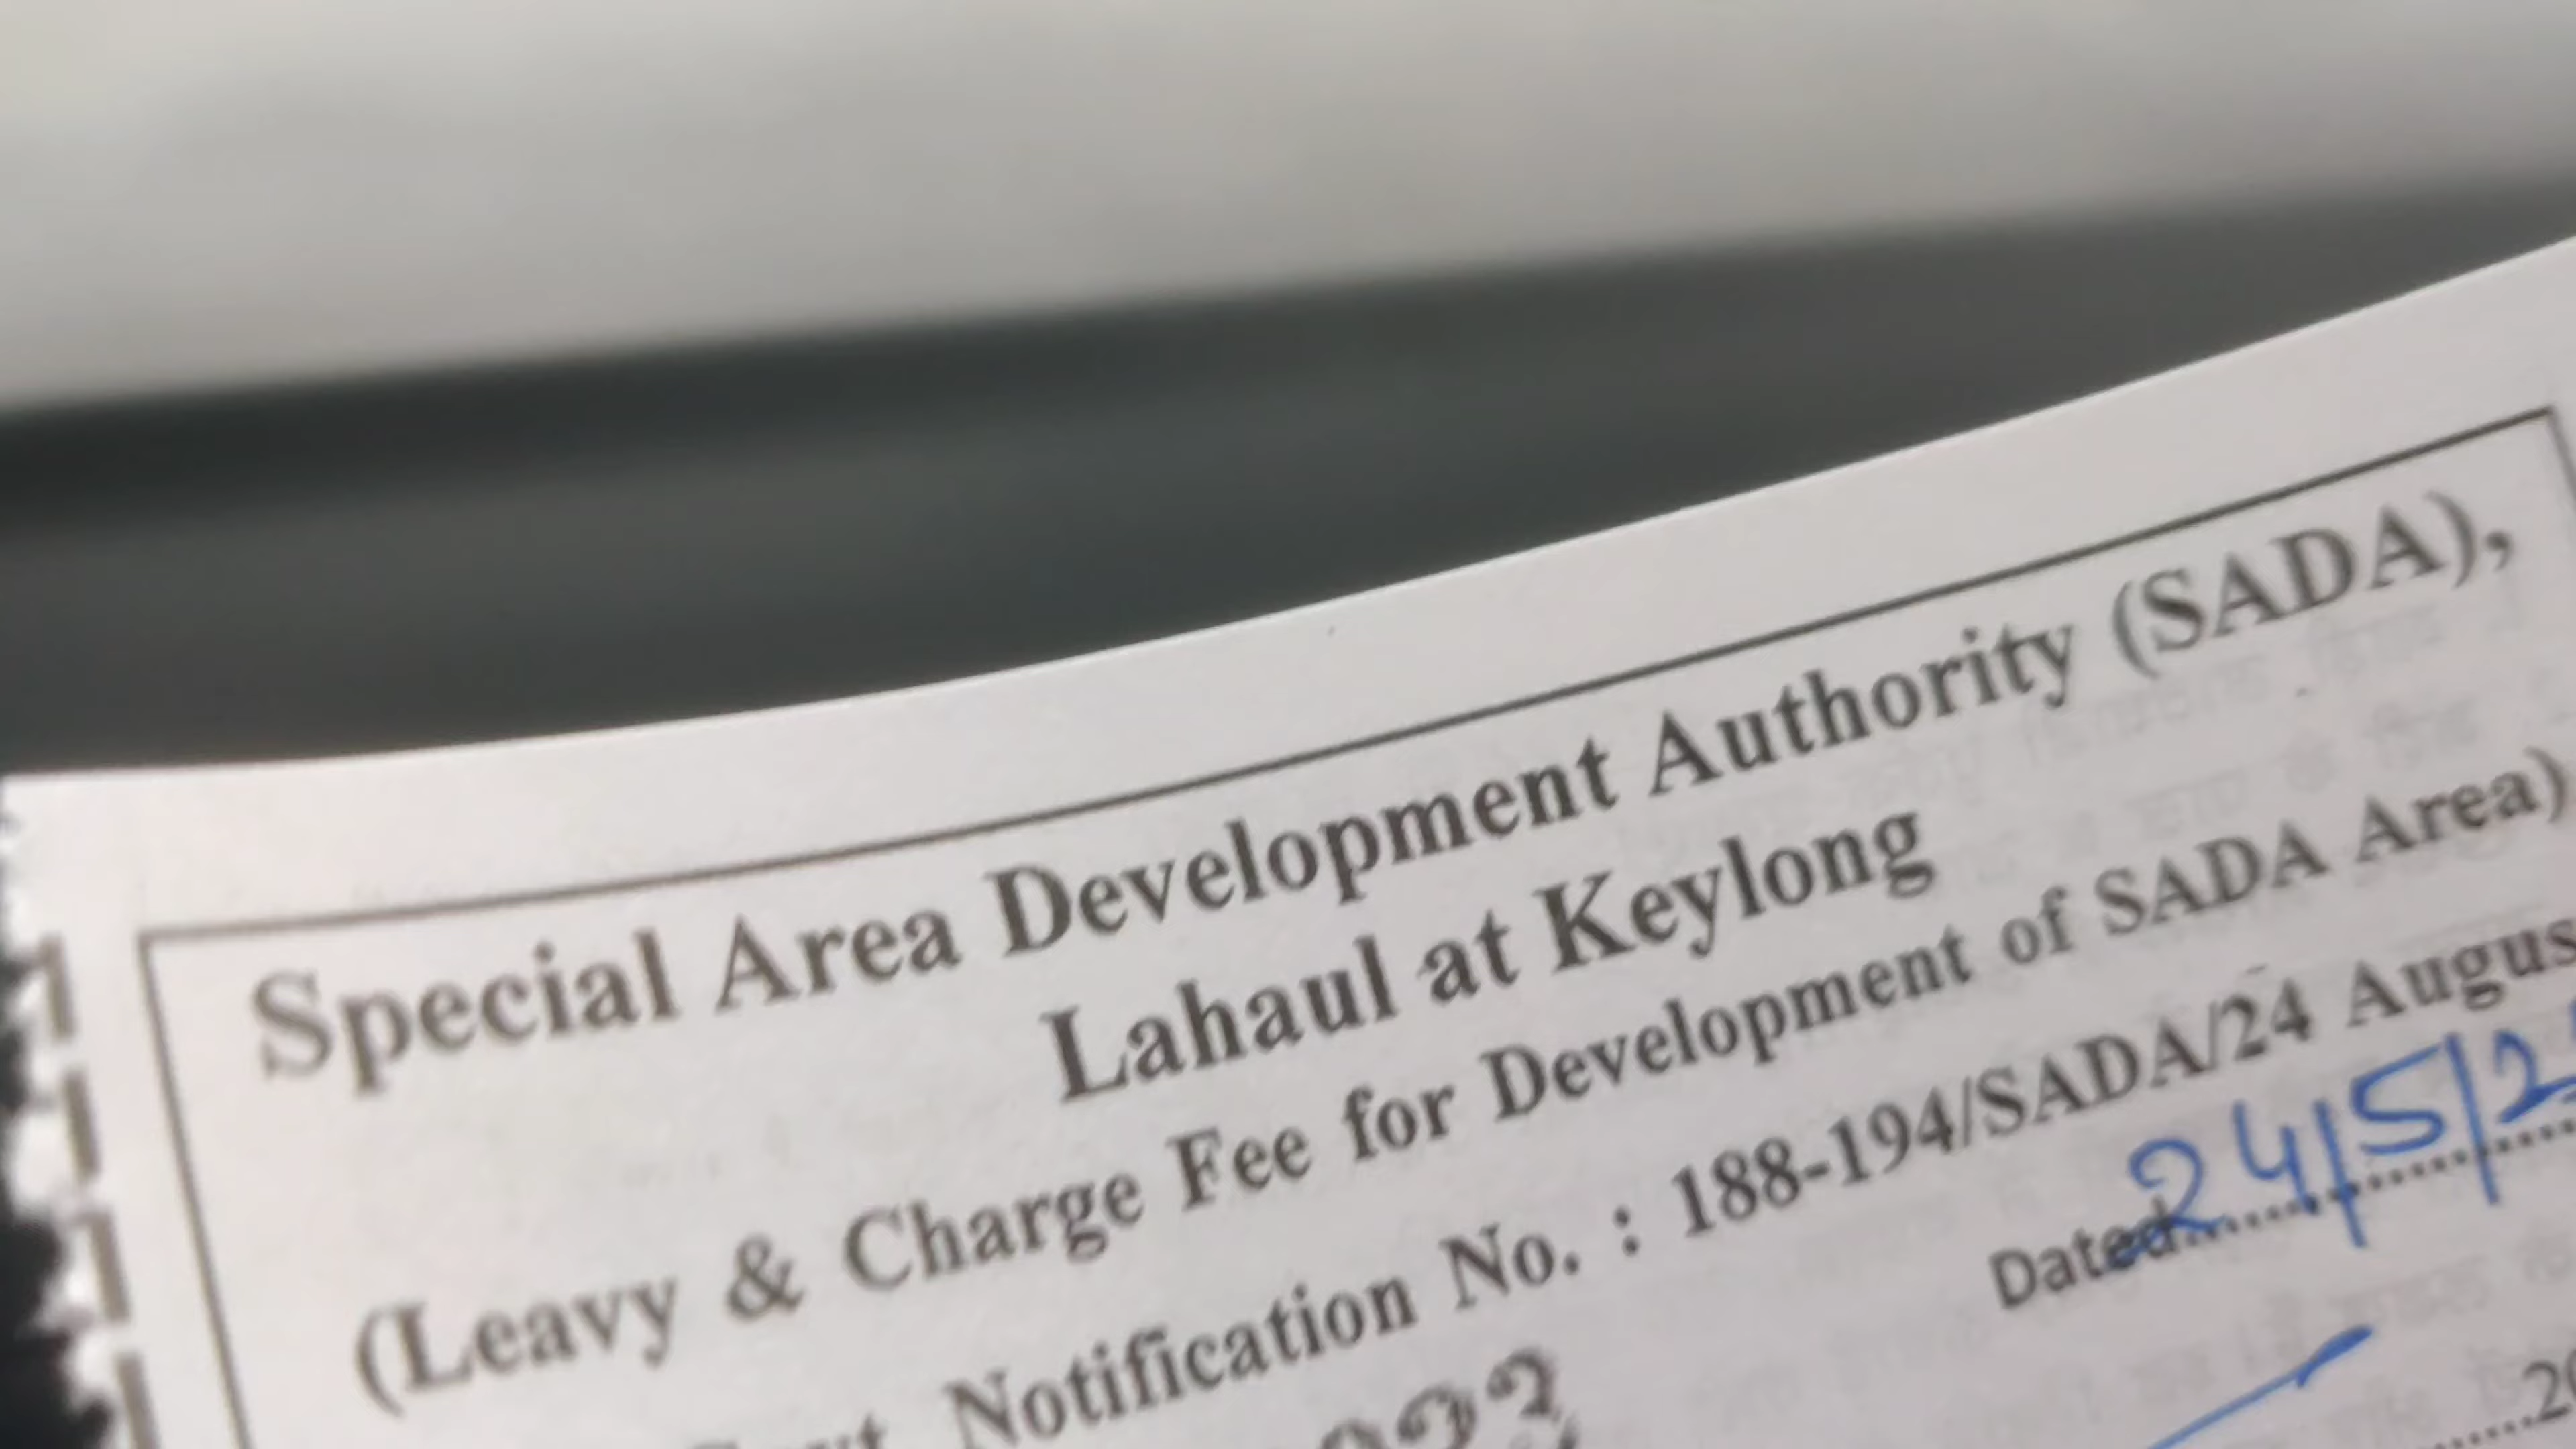 Special Area Development Authority (SADA),
Lahaul at Keylong
(Leavy & Charge Fee for Development of SADA Area)
Notification No. : 188-194/SADA/24 Augus
Dated 24/5/2